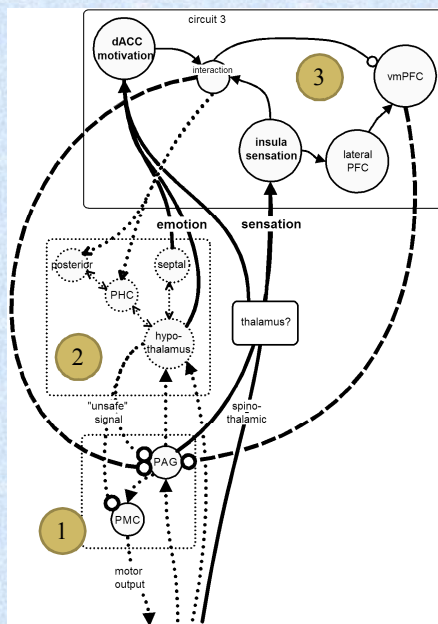 circuit 3
dACC
motivation
interaction
3
vmPFC
insula
sensation
lateral
PFC
emotion
sensation
posterior
septal
PHC
thalamus?
hypo-
thalamus
2
"unsafe"
signal
spino-
thalamic
PAG
1
PMC
motor
output